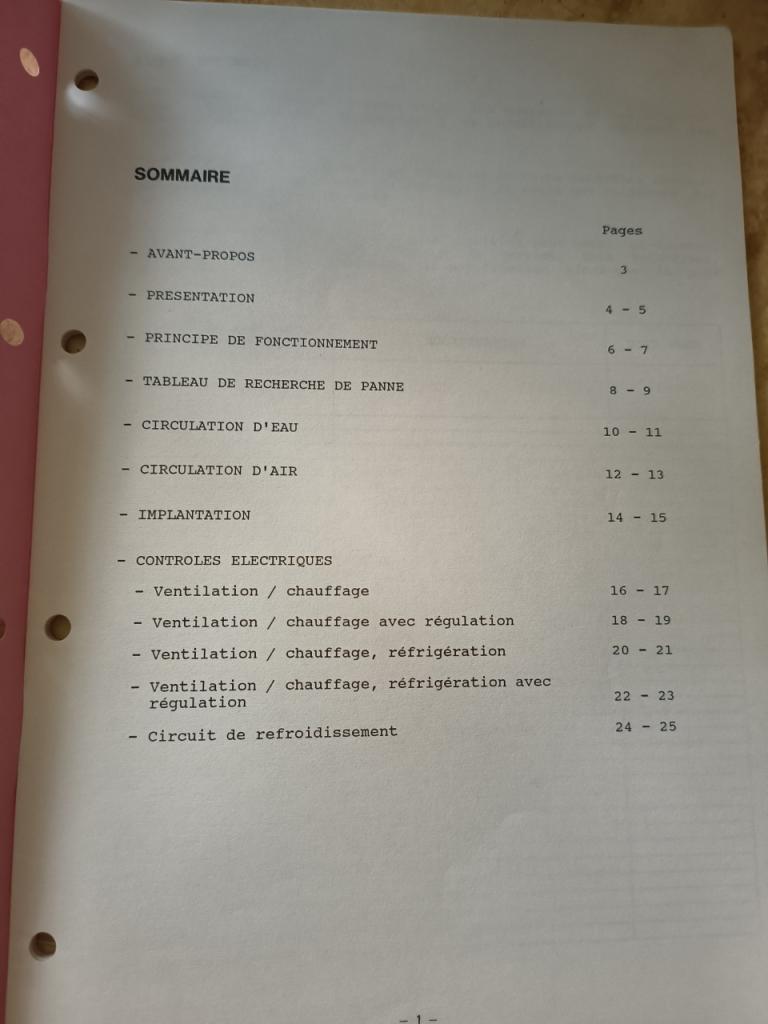 SOMMAIRE
Pages
- AVANT-PROPOS 3
- PRESENTATION 4 - 5
- PRINCIPE DE FONCTIONNEMENT 6 - 7
- TABLEAU DE RECHERCHE DE PANNE 8 - 9
- CIRCULATION D'EAU 10 - 11
- CIRCULATION D'AIR 12 - 13
- IMPLANTATION 14 - 15
- CONTROLES ELECTRIQUES
- Ventilation / chauffage 16 - 17
- Ventilation / chauffage avec régulation 18 - 19
- Ventilation / chauffage, réfrigération 20 - 21
- Ventilation / chauffage, réfrigération avec
régulation 22 - 23
- Circuit de refroidissement 24 - 25
- 1 -